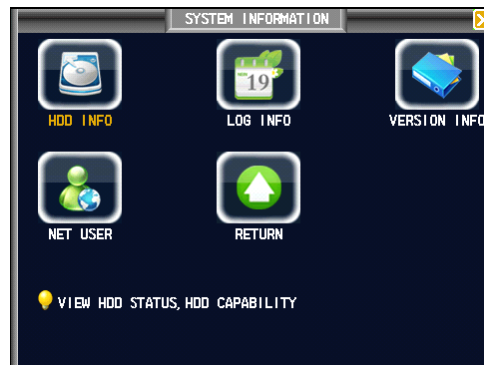 SYSTEM INFORMATION
19
HDD INFO
LOG INFO
VERSION INFO
NET USER
RETURN
VIEW HDD STATUS, HDD CAPABILITY